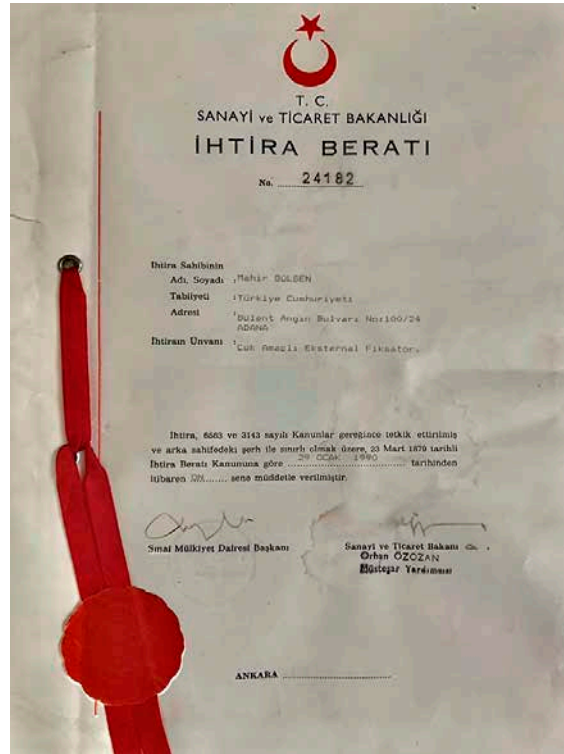 T. C.
SANAYİ ve TİCARET BAKANLIĞI
İHTİRA BERATI
No. 24182
İhtira Sahibinin
Adı, Soyadı : Mahir GÜLŞEN
Tabiiyeti : Türkiye Cumhuriyeti
Adresi : Bülent Angın Bulvarı No:100/24
ADANA
İhtiraın Unvanı : Çok Amaçlı Eksternal Fiksatör.
İhtira, 6563 ve 3143 sayılı Kanunlar gereğince tetkik ettirilmiş
ve arka sahifedeki şerh ile sınırlı olmak üzere, 23 Mart 1879 tarihli
İhtira Beratı Kanununa göre 29 OCAK 1990 tarihinden
itibaren ON sene müddetle verilmiştir.
Sınai Mülkiyet Dairesi Başkanı
Sanayi ve Ticaret Bakanı a.
Orhan ÖZOZAN
Müsteşar Yardımcısı
ANKARA